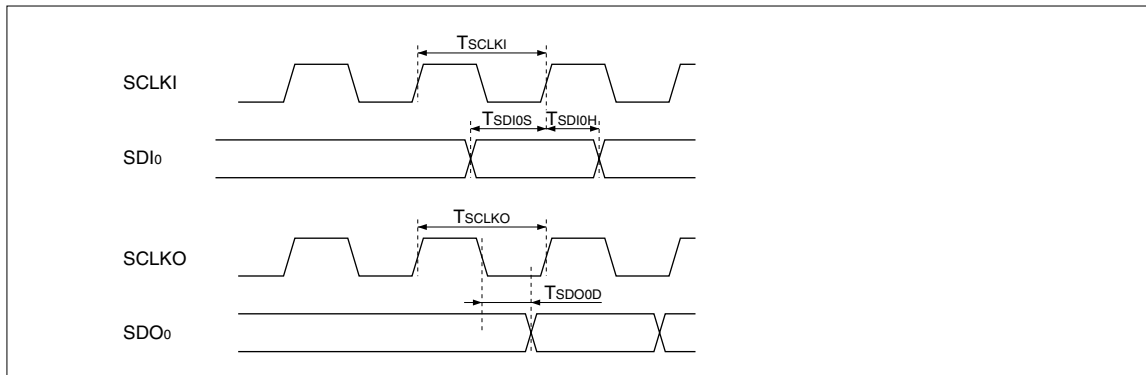 TSCLKI
SCLKI
TSDI0S TSDI0H
SDI0
TSCLKO
SCLKO
TSDO0D
SDO0